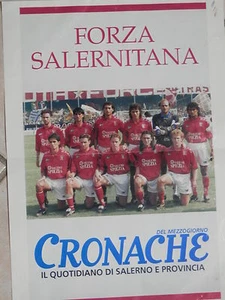 FORZA
SALERNITANA
DEL MEZZOGIORNO
CRONACHE
IL QUOTIDIANO DI SALERNO E PROVINCIA